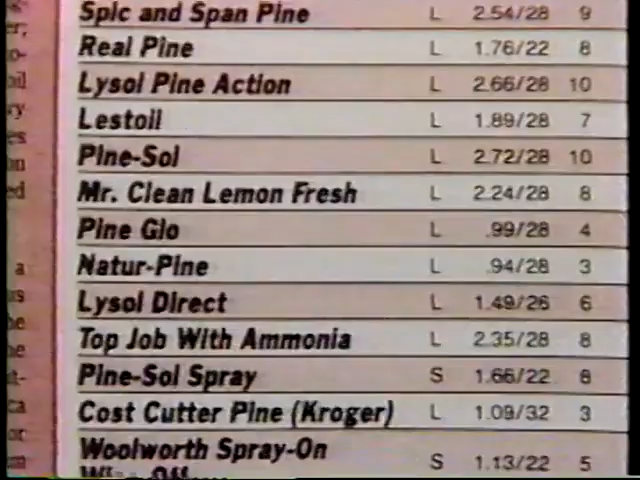 Spic and Span Pine L 2.54/28 9
Real Pine L 1.76/22 8
Lysol Pine Action L 2.66/28 10
Lestoil L 1.89/28 7
Pine-Sol L 2.72/28 10
Mr. Clean Lemon Fresh L 2.24/28 8
Pine Glo L .99/28 4
Natur-Pine L .94/28 3
Lysol Direct L 1.49/26 6
Top Job With Ammonia L 2.35/28 8
Pine-Sol Spray S 1.66/22 8
Cost Cutter Pine (Kroger) L 1.09/32 3
Woolworth Spray-On S 1.13/22 5